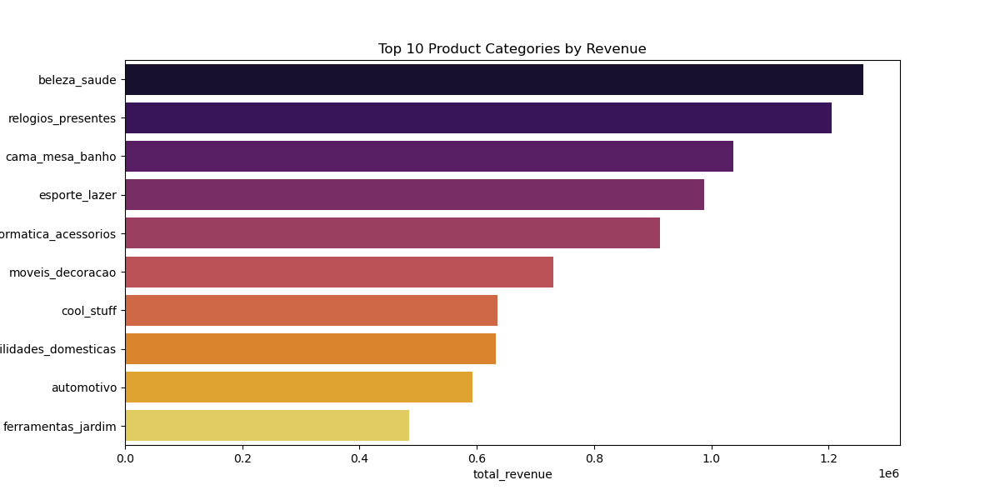 Top 10 Product Categories by Revenue
beleza_saude
relogios_presentes
cama_mesa_banho
esporte_lazer
ormatica_acessorios
moveis_decoracao
cool_stuff
ilidades_domesticas
automotivo
ferramentas_jardim
0.0 0.2 0.4 0.6 0.8 1.0 1.2
1e6
total_revenue